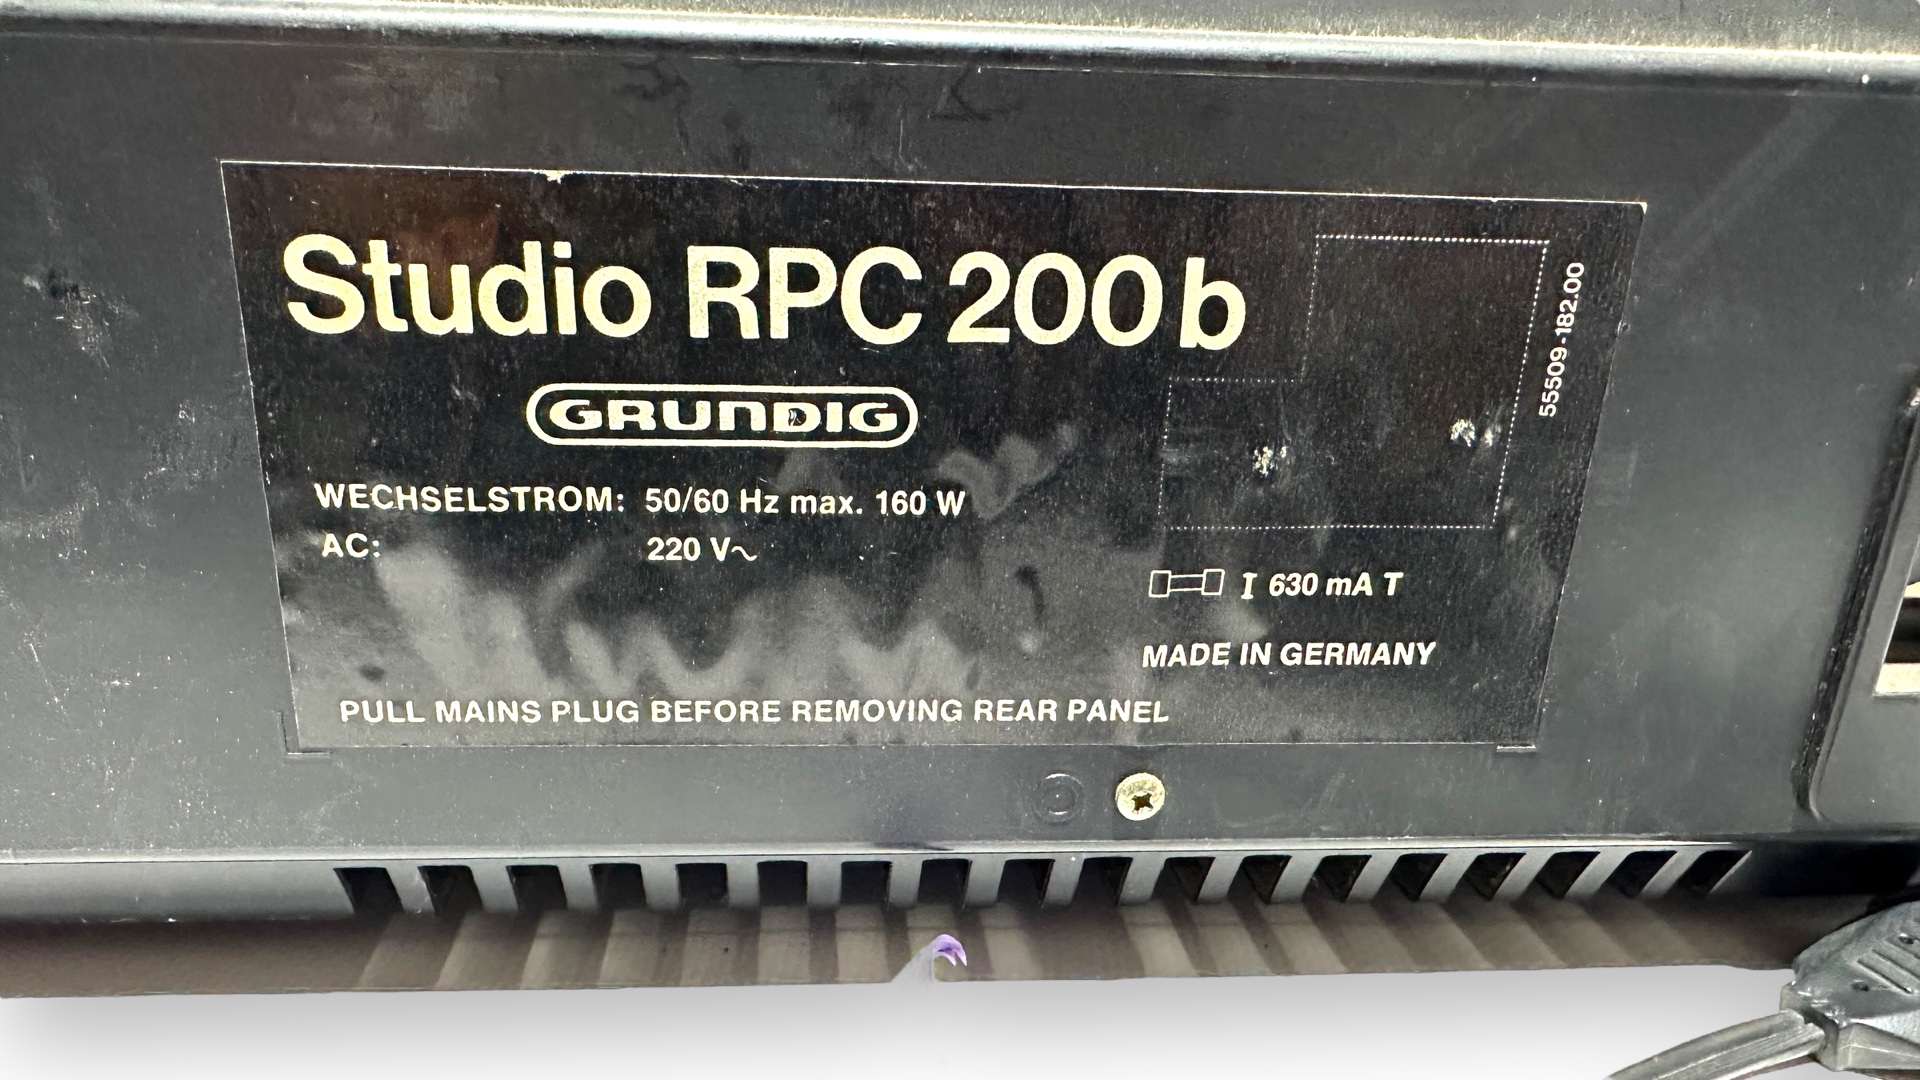 Studio RPC 200 b
GRUNDIG
WECHSELSTROM: 50/60 Hz max. 160 W
AC: 220 V~
I 630 mA T
MADE IN GERMANY
PULL MAINS PLUG BEFORE REMOVING REAR PANEL
55509-182.00